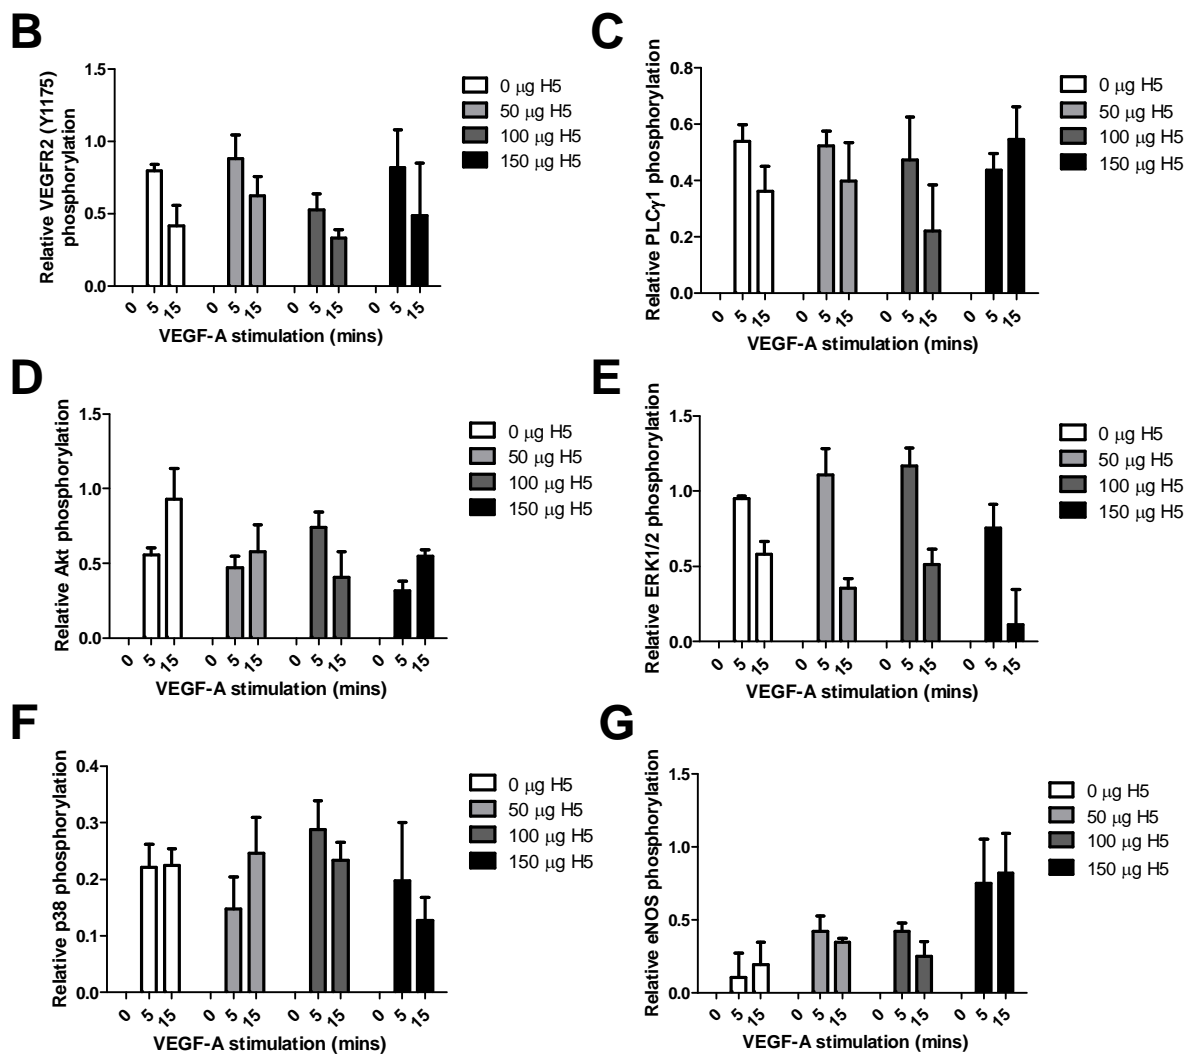 B
Relative VEGFR2 (Y1175)
phosphorylation
1.5
1.0
0.5
0.0
0 5 15 0 5 15 0 5 15 0 5 15
VEGF-A stimulation (mins)
0 μg H5
50 μg H5
100 μg H5
150 μg H5
C
Relative PLCγ1 phosphorylation
0.8
0.6
0.4
0.2
0.0
0 5 15 0 5 15 0 5 15 0 5 15
VEGF-A stimulation (mins)
0 μg H5
50 μg H5
100 μg H5
150 μg H5
D
Relative Akt phosphorylation
1.5
1.0
0.5
0.0
0 5 15 0 5 15 0 5 15 0 5 15
VEGF-A stimulation (mins)
0 μg H5
50 μg H5
100 μg H5
150 μg H5
E
Relative ERK1/2 phosphorylation
1.5
1.0
0.5
0.0
0 5 15 0 5 15 0 5 15 0 5 15
VEGF-A stimulation (mins)
0 μg H5
50 μg H5
100 μg H5
150 μg H5
F
Relative p38 phosphorylation
0.4
0.3
0.2
0.1
0.0
0 5 15 0 5 15 0 5 15 0 5 15
VEGF-A stimulation (mins)
0 μg H5
50 μg H5
100 μg H5
150 μg H5
G
Relative eNOS phosphorylation
1.5
1.0
0.5
0.0
0 5 15 0 5 15 0 5 15 0 5 15
VEGF-A stimulation (mins)
0 μg H5
50 μg H5
100 μg H5
150 μg H5